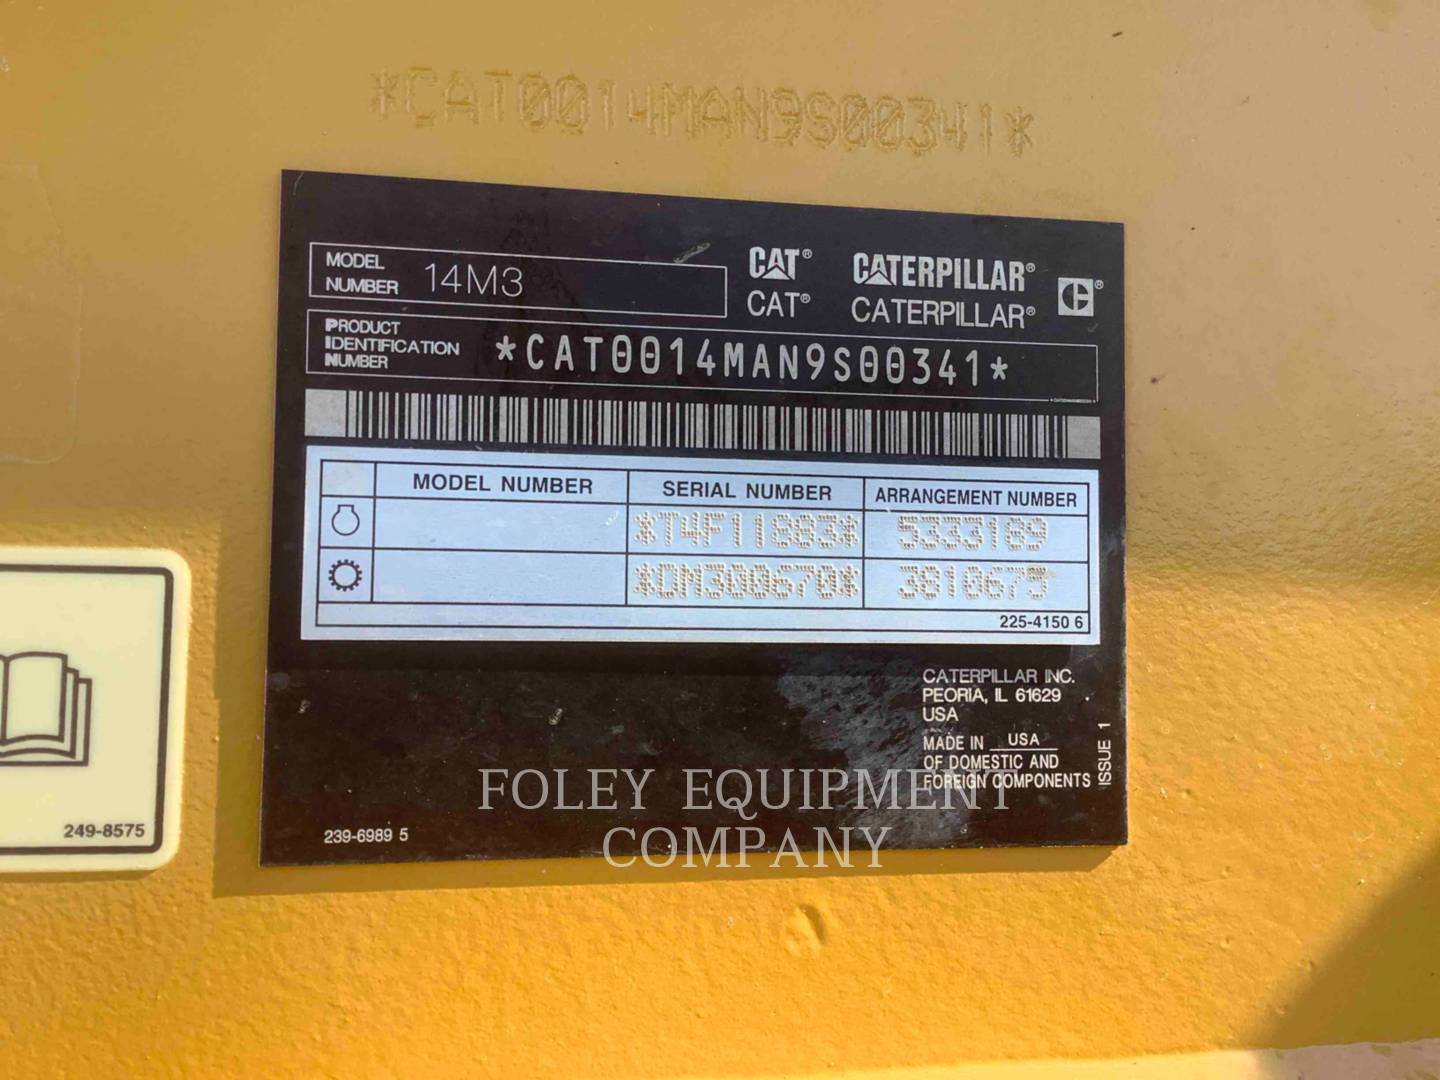 *CAT0014MAN9S00341*
MODEL NUMBER 14M3
CAT® CATERPILLAR®
CAT® CATERPILLAR®
PRODUCT IDENTIFICATION NUMBER *CAT0014MAN9S00341*
MODEL NUMBER SERIAL NUMBER ARRANGEMENT NUMBER
*T4F11883* 5333189
*DM300670* 3810675
225-4150 6
CATERPILLAR INC.
PEORIA, IL 61629
USA
MADE IN USA
OF DOMESTIC AND
FOREIGN COMPONENTS
ISSUE 1
239-6989 5
249-8575
FOLEY EQUIPMENT
COMPANY